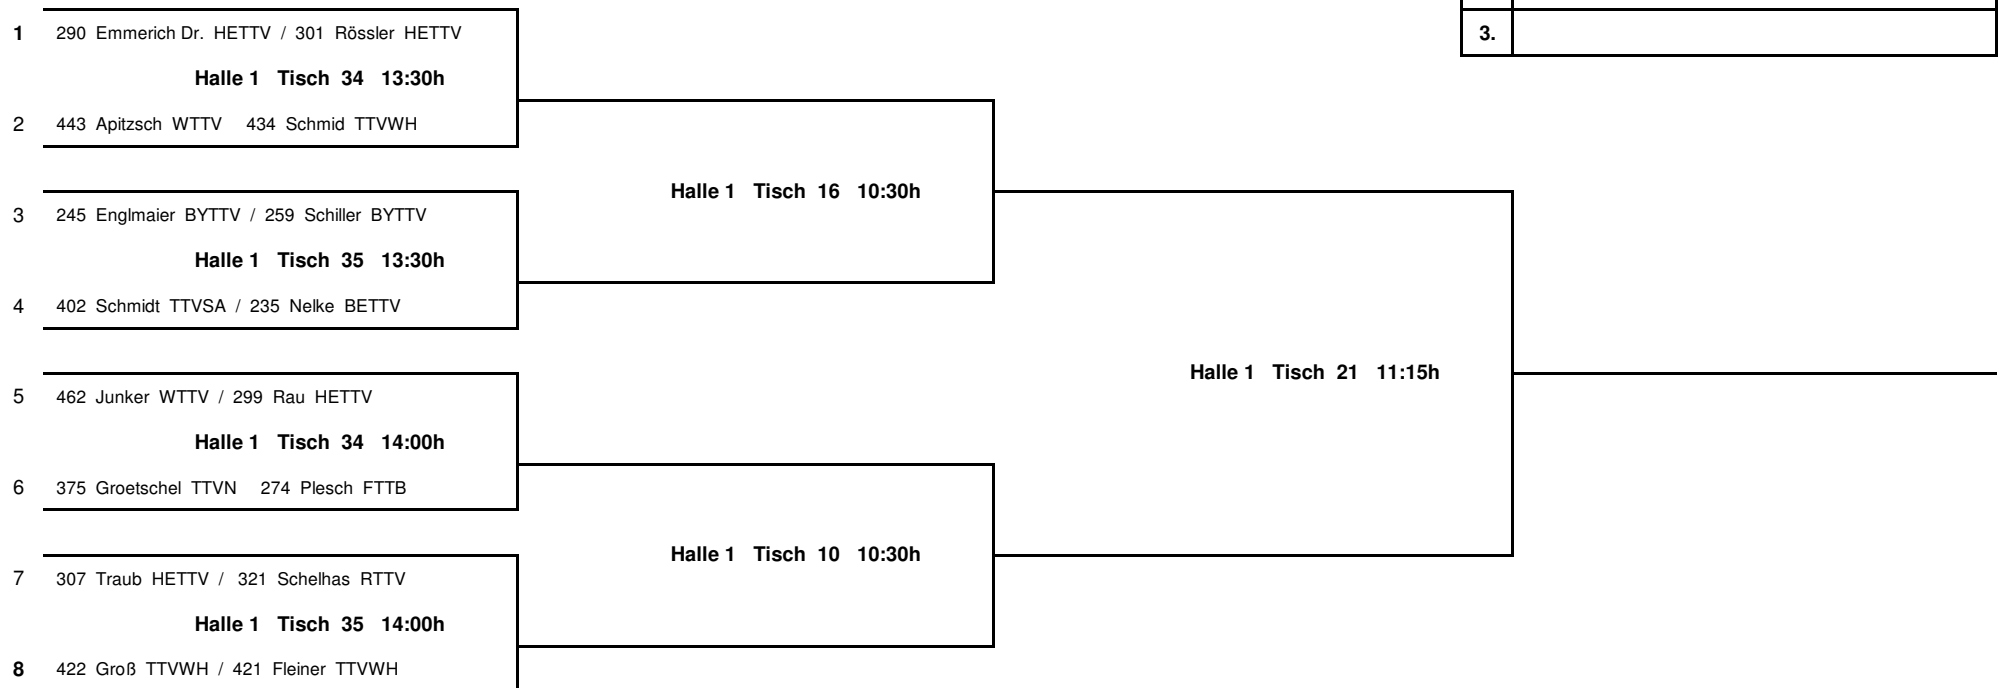 1 290 Emmerich Dr. HETTV / 301 Rössler HETTV
3.
Halle 1 Tisch 34 13:30h
2 443 Apitzsch WTTV 434 Schmid TTVWH
Halle 1 Tisch 16 10:30h
3 245 Englmaier BYTTV / 259 Schiller BYTTV
Halle 1 Tisch 35 13:30h
4 402 Schmidt TTVSA / 235 Nelke BETTV
Halle 1 Tisch 21 11:15h
5 462 Junker WTTV / 299 Rau HETTV
Halle 1 Tisch 34 14:00h
6 375 Groetschel TTVN 274 Plesch FTTB
Halle 1 Tisch 10 10:30h
7 307 Traub HETTV / 321 Schelhas RTTV
Halle 1 Tisch 35 14:00h
8 422 Groß TTVWH / 421 Fleiner TTVWH